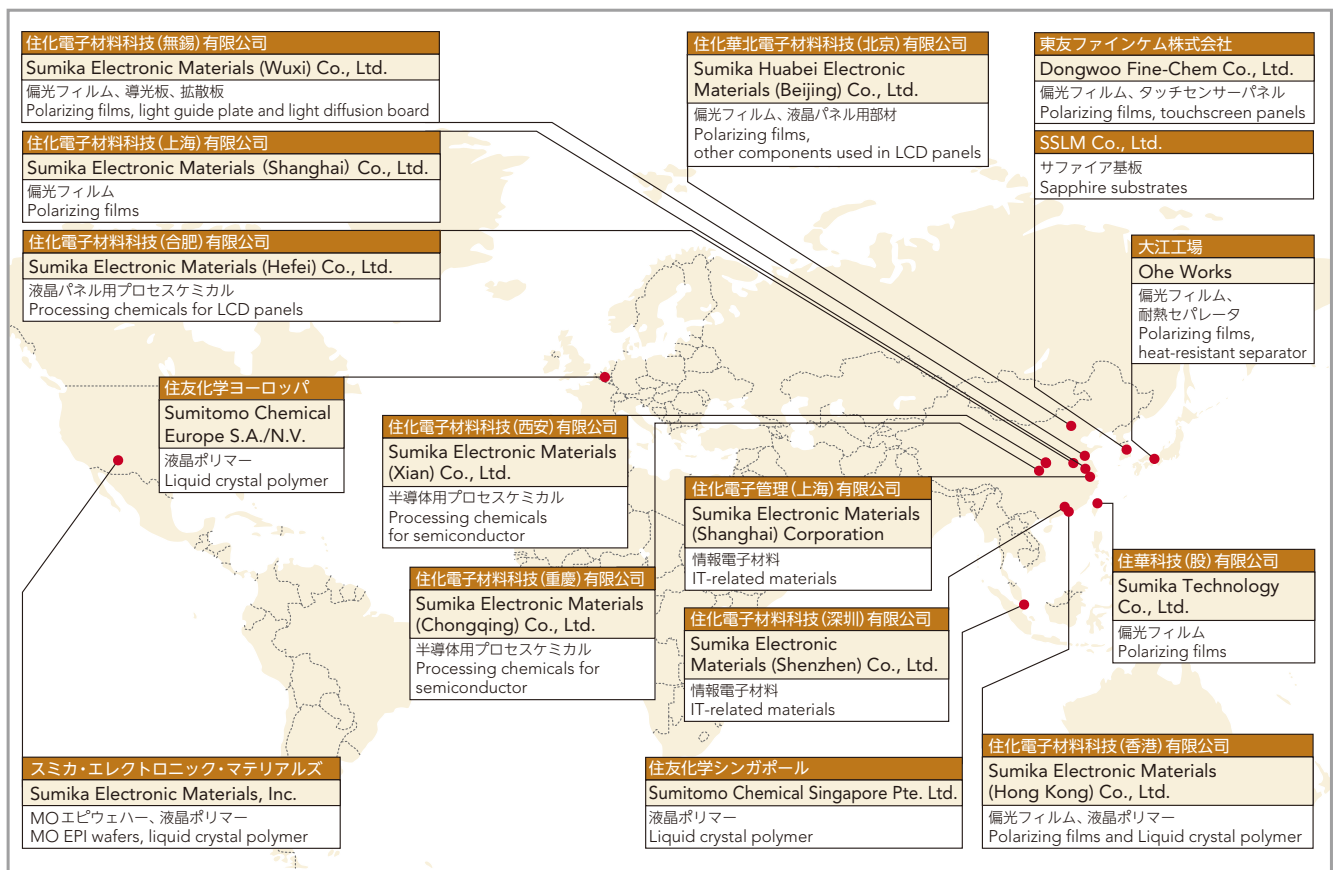 住化電子材料科技(無錫)有限公司
Sumika Electronic Materials (Wuxi) Co., Ltd.
偏光フィルム、導光板、拡散板
Polarizing films, light guide plate and light diffusion board
住化電子材料科技(上海)有限公司
Sumika Electronic Materials (Shanghai) Co., Ltd.
偏光フィルム
Polarizing films
住化電子材料科技(合肥)有限公司
Sumika Electronic Materials (Hefei) Co., Ltd.
液晶パネル用プロセスケミカル
Processing chemicals for LCD panels
住化華北電子材料科技(北京)有限公司
Sumika Huabei Electronic
Materials (Beijing) Co., Ltd.
偏光フィルム、液晶パネル用部材
Polarizing films,
other components used in LCD panels
東友ファインケム株式会社
Dongwoo Fine-Chem Co., Ltd.
偏光フィルム、タッチセンサーパネル
Polarizing films, touchscreen panels
SSLM Co., Ltd.
サファイア基板
Sapphire substrates
大江工場
Ohe Works
偏光フィルム、
耐熱セパレータ
Polarizing films,
heat-resistant separator
住友化学ヨーロッパ
Sumitomo Chemical
Europe S.A./N.V.
液晶ポリマー
Liquid crystal polymer
住化電子材料科技(西安)有限公司
Sumika Electronic Materials
(Xian) Co., Ltd.
半導体用プロセスケミカル
Processing chemicals
for semiconductor
住化電子材料科技(重慶)有限公司
Sumika Electronic Materials
(Chongqing) Co., Ltd.
半導体用プロセスケミカル
Processing chemicals for
semiconductor
住化電子管理(上海)有限公司
Sumika Electronic Materials
(Shanghai) Corporation
情報電子材料
IT-related materials
住化電子材料科技(深圳)有限公司
Sumika Electronic
Materials (Shenzhen) Co., Ltd.
情報電子材料
IT-related materials
住華科技(股)有限公司
Sumika Technology
Co., Ltd.
偏光フィルム
Polarizing films
スミカ・エレクトロニック・マテリアルズ
Sumika Electronic Materials, Inc.
MOエピウェハー、液晶ポリマー
MO EPI wafers, liquid crystal polymer
住友化学シンガポール
Sumitomo Chemical Singapore Pte. Ltd.
液晶ポリマー
Liquid crystal polymer
住化電子材料科技(香港)有限公司
Sumika Electronic Materials
(Hong Kong) Co., Ltd.
偏光フィルム、液晶ポリマー
Polarizing films and Liquid crystal polymer